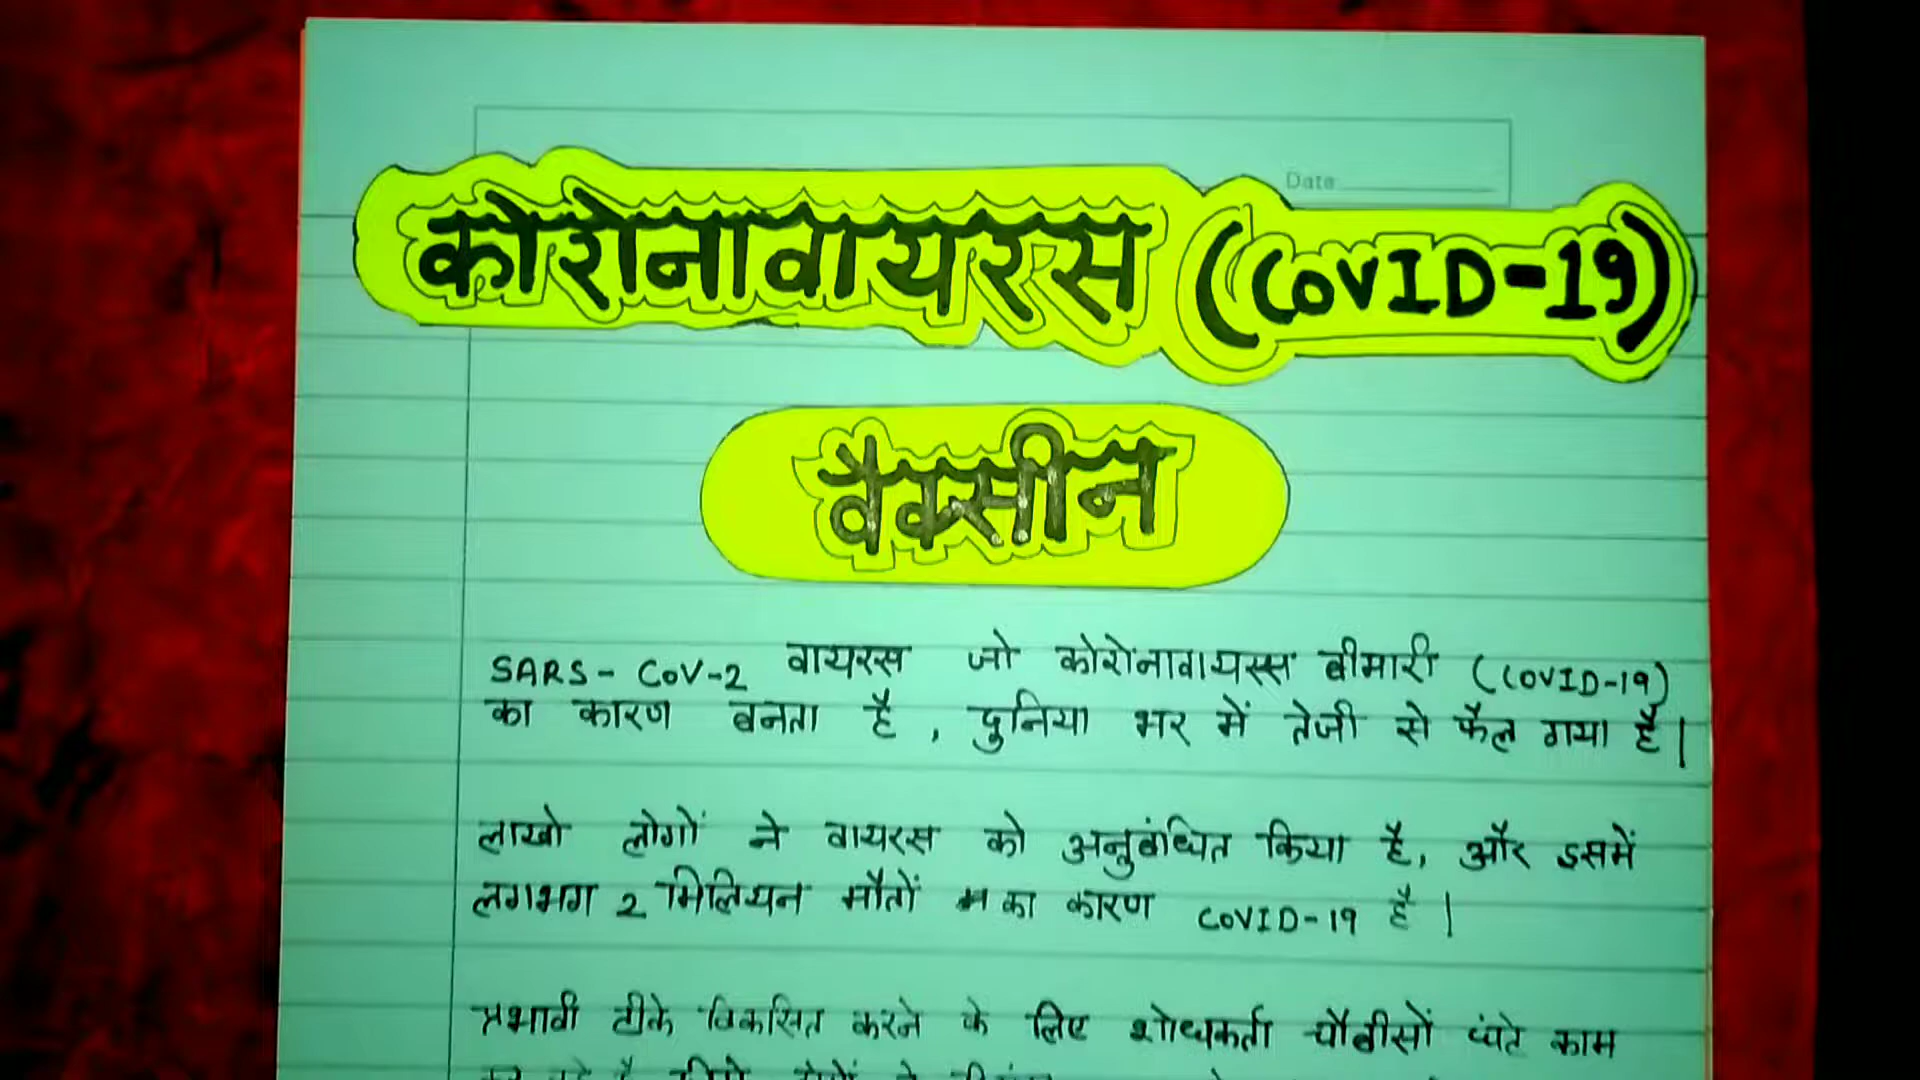 Date
कोरोनावायरस (COVID-19)
वैक्सीन
SARS-COV-2 वायरस जो कोरोनावायरस बीमारी (COVID-19)
का कारण बनता है, दुनिया भर में तेजी से फैल गया है।
लाखो लोगों ने वायरस को अनुबंधित किया है, और इसमें
लगभग 2 मिलियन मौतों का कारण COVID-19 है।
प्रभावी टीके विकसित करने के लिए शोधकर्ता चौबीसों घंटे काम